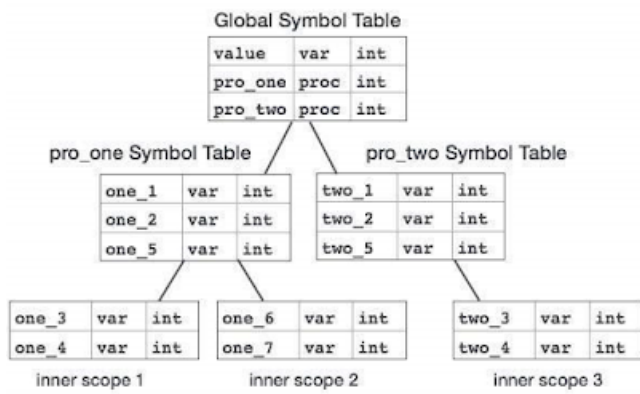 Global Symbol Table
value var int
pro_one proc int
pro_two proc int
pro_one Symbol Table
one_1 var int
one_2 var int
one_5 var int
pro_two Symbol Table
two_1 var int
two_2 var int
two_5 var int
one_3 var int
one_4 var int
inner scope 1
one_6 var int
one_7 var int
inner scope 2
two_3 var int
two_4 var int
inner scope 3